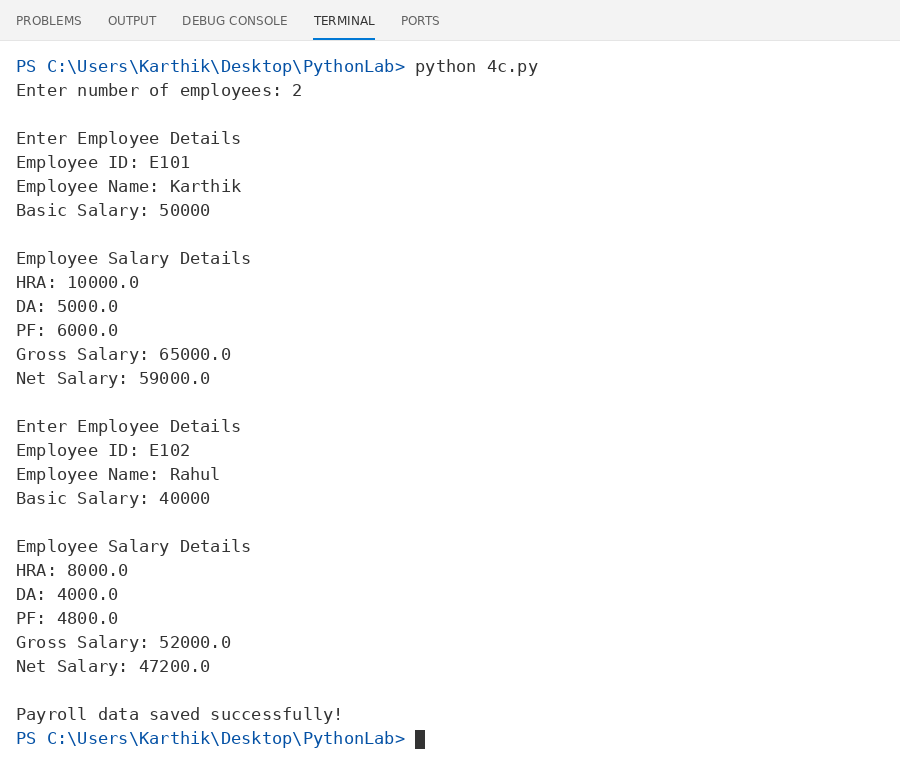 PROBLEMS OUTPUT DEBUG CONSOLE TERMINAL PORTS
PS C:\Users\Karthik\Desktop\PythonLab> python 4c.py
Enter number of employees: 2
Enter Employee Details
Employee ID: E101
Employee Name: Karthik
Basic Salary: 50000
Employee Salary Details
HRA: 10000.0
DA: 5000.0
PF: 6000.0
Gross Salary: 65000.0
Net Salary: 59000.0
Enter Employee Details
Employee ID: E102
Employee Name: Rahul
Basic Salary: 40000
Employee Salary Details
HRA: 8000.0
DA: 4000.0
PF: 4800.0
Gross Salary: 52000.0
Net Salary: 47200.0
Payroll data saved successfully!
PS C:\Users\Karthik\Desktop\PythonLab>